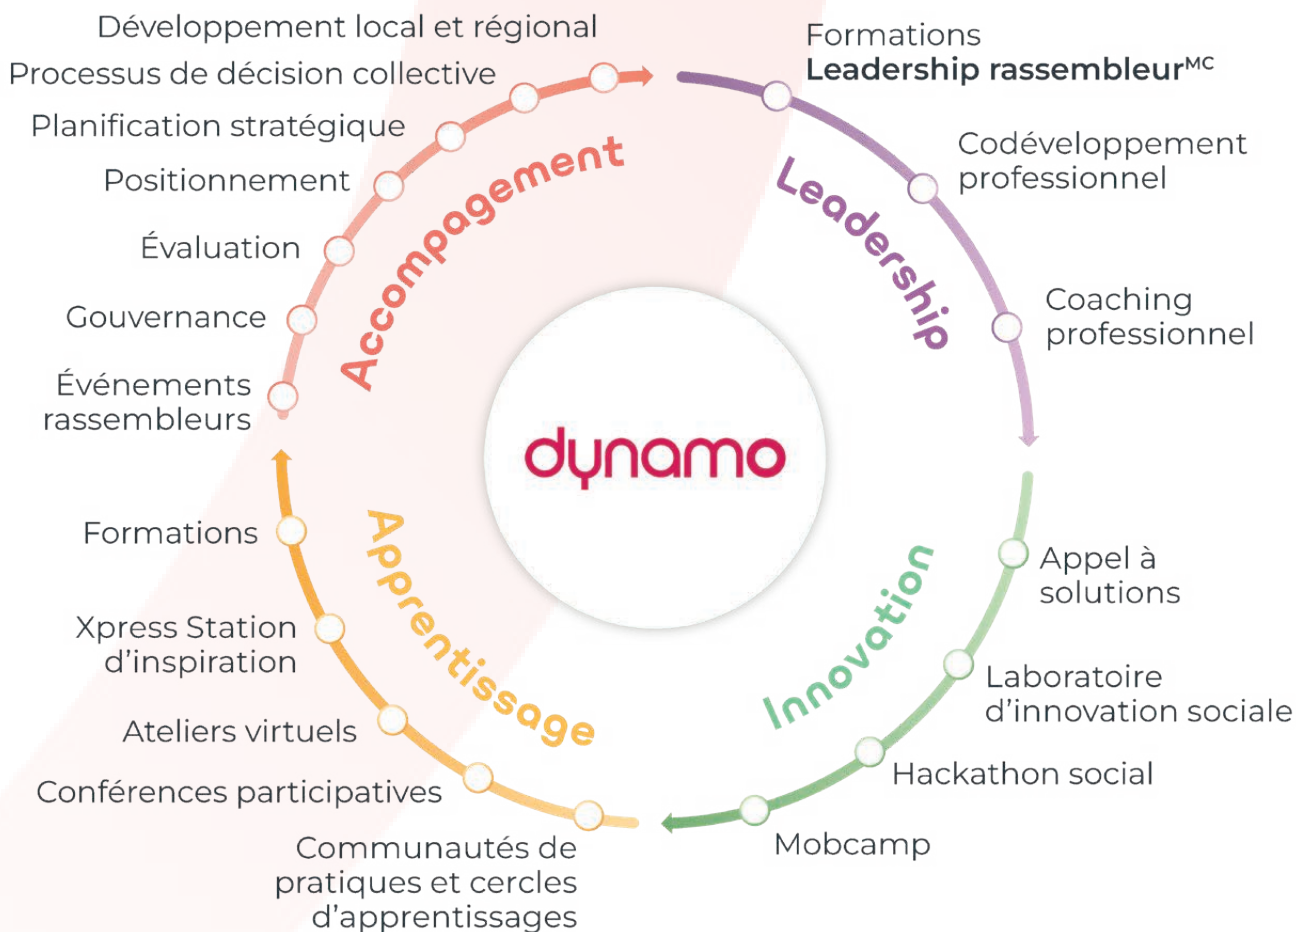 Développement local et régional
Processus de décision collective
Planification stratégique
Positionnement
Évaluation
Gouvernance
Événements
rassembleurs
Accompagement
Formations
Leadership rassembleurMC
Codéveloppement
professionnel
Coaching
professionnel
Leadership
dynamo
Appel à
solutions
Laboratoire
d'innovation sociale
Hackathon social
Mobcamp
Innovation
Formations
Xpress Station
d'inspiration
Ateliers virtuels
Conférences participatives
Communautés de
pratiques et cercles
d'apprentissages
Apprentissage